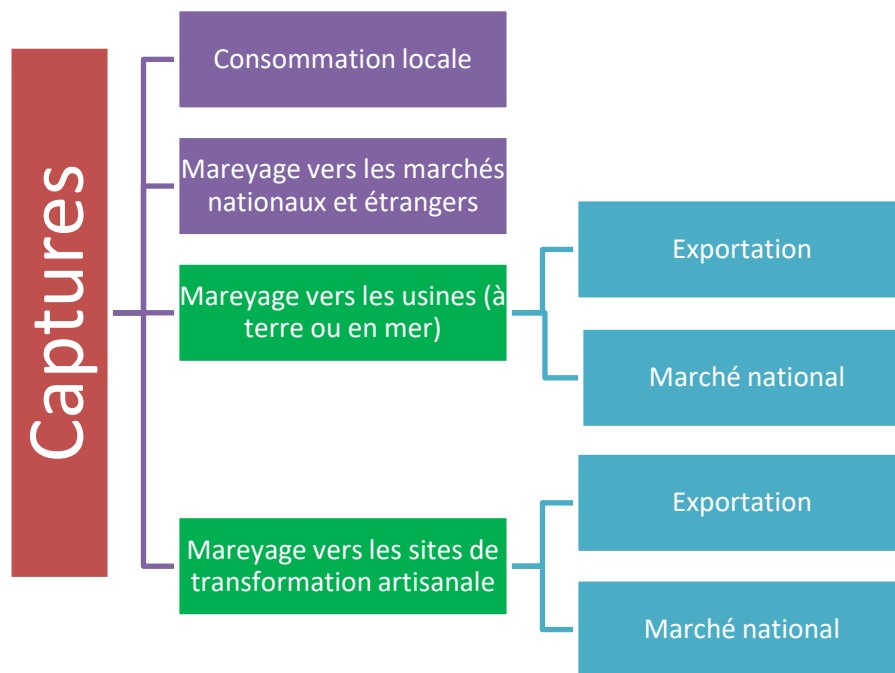 Captures
Consommation locale
Mareyage vers les marchés
nationaux et étrangers
Mareyage vers les usines (à
terre ou en mer)
Exportation
Marché national
Mareyage vers les sites de
transformation artisanale
Exportation
Marché national